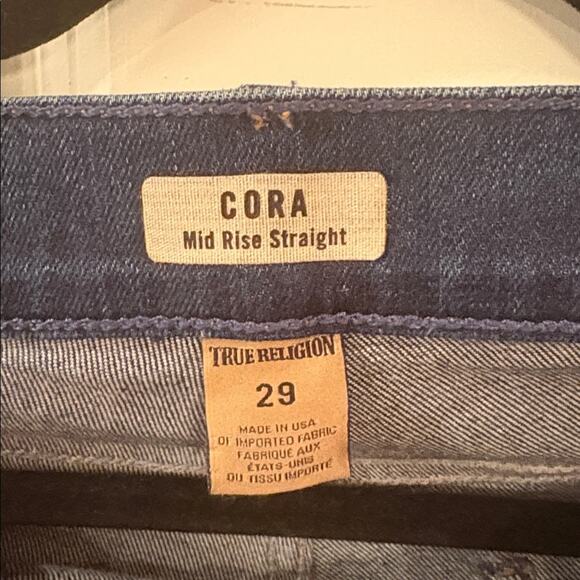 CORA
Mid Rise Straight
TRUE RELIGION
29
MADE IN USA
OF IMPORTED FABRIC
FABRIQUE AUX
ÉTATS-UNIS
DU TISSU IMPORTÉ